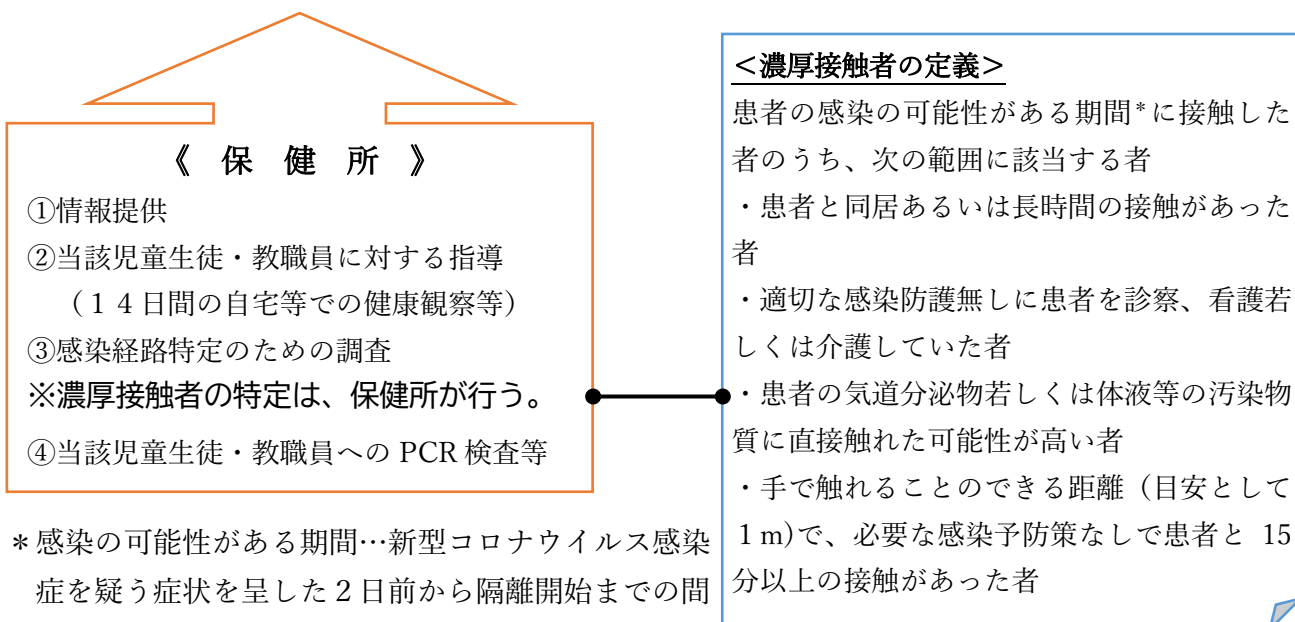 《 保 健 所 》
①情報提供
②当該児童生徒・教職員に対する指導
（１４日間の自宅等での健康観察等）
③感染経路特定のための調査
※濃厚接触者の特定は、保健所が行う。
④当該児童生徒・教職員への PCR 検査等
＊感染の可能性がある期間…新型コロナウイルス感染
症を疑う症状を呈した２日前から隔離開始までの間
＜濃厚接触者の定義＞
患者の感染の可能性がある期間*に接触した
者のうち、次の範囲に該当する者
・患者と同居あるいは長時間の接触があった
者
・適切な感染防護無しに患者を診察、看護若
しくは介護していた者
・患者の気道分泌物若しくは体液等の汚染物
質に直接触れた可能性が高い者
・手で触れることのできる距離（目安として
１ｍ)で、必要な感染予防策なしで患者と 15
分以上の接触があった者